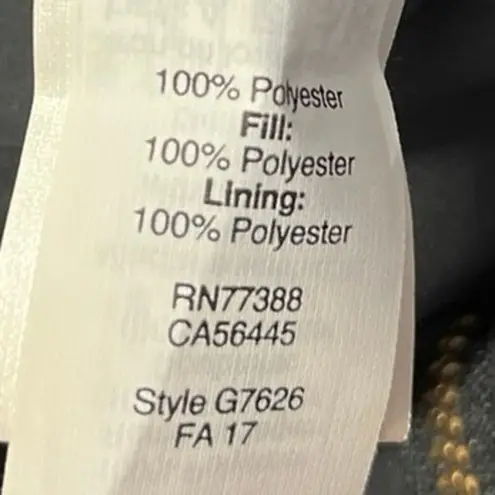 100% Polyester
Fill:
100% Polyester
Lining:
100% Polyester
RN77388
CA56445
Style G7626
FA 17